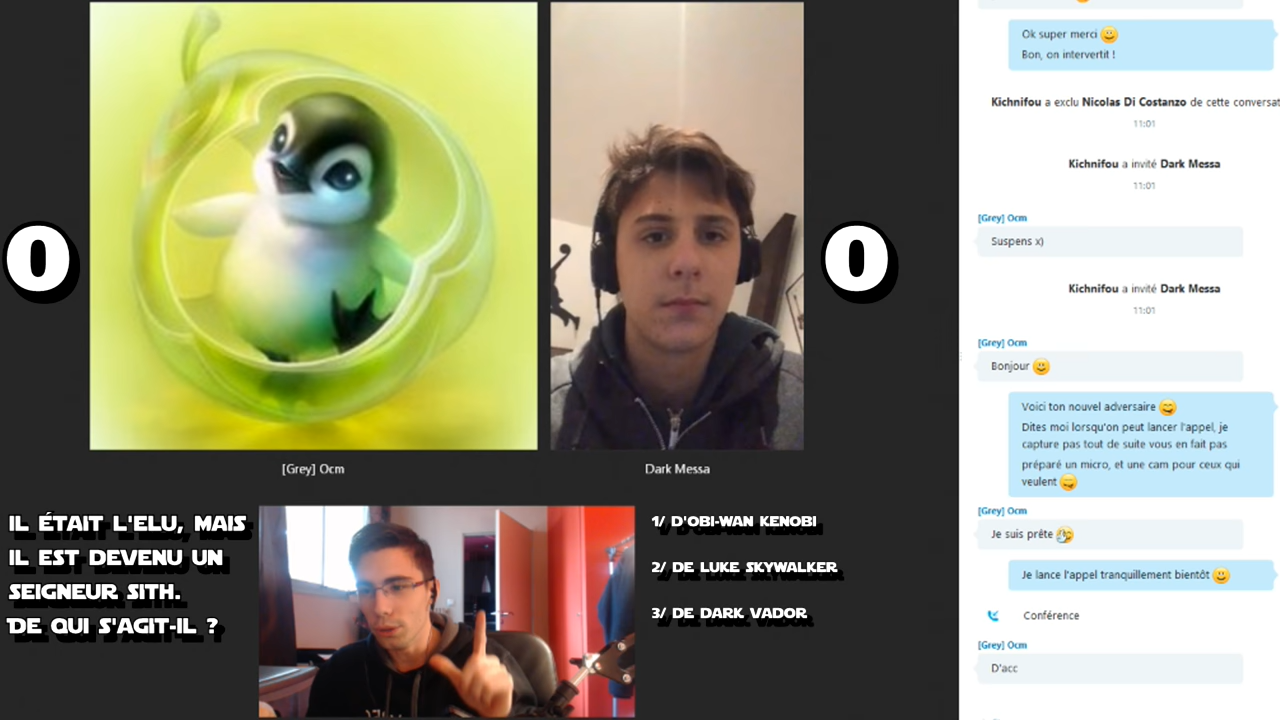 Ok super merci
Bon, on intervertit !
Kichnifou a exclu Nicolas Di Costanzo de cette conversat
11:01
Kichnifou a invité Dark Messa
11:01
[Grey] Ocm
Suspens x)
Kichnifou a invité Dark Messa
11:01
[Grey] Ocm
Bonjour
Voici ton nouvel adversaire
Dites moi lorsqu'on peut lancer l'appel, je
capture pas tout de suite vous en fait pas
préparé un micro, et une cam pour ceux qui
veulent
[Grey] Ocm
Je suis prête
Je lance l'appel tranquillement bientôt
Conférence
[Grey] Ocm
D'acc
0
0
[Grey] Ocm
Dark Messa
IL ÉTAIT L'ELU, MAIS
IL EST DEVENU UN
SEIGNEUR SITH.
DE QUI S'AGIT-IL ?
1/ D'OBI-WAN KENOBI
2/ DE LUKE SKYWALKER
3/ DE DARK VADOR